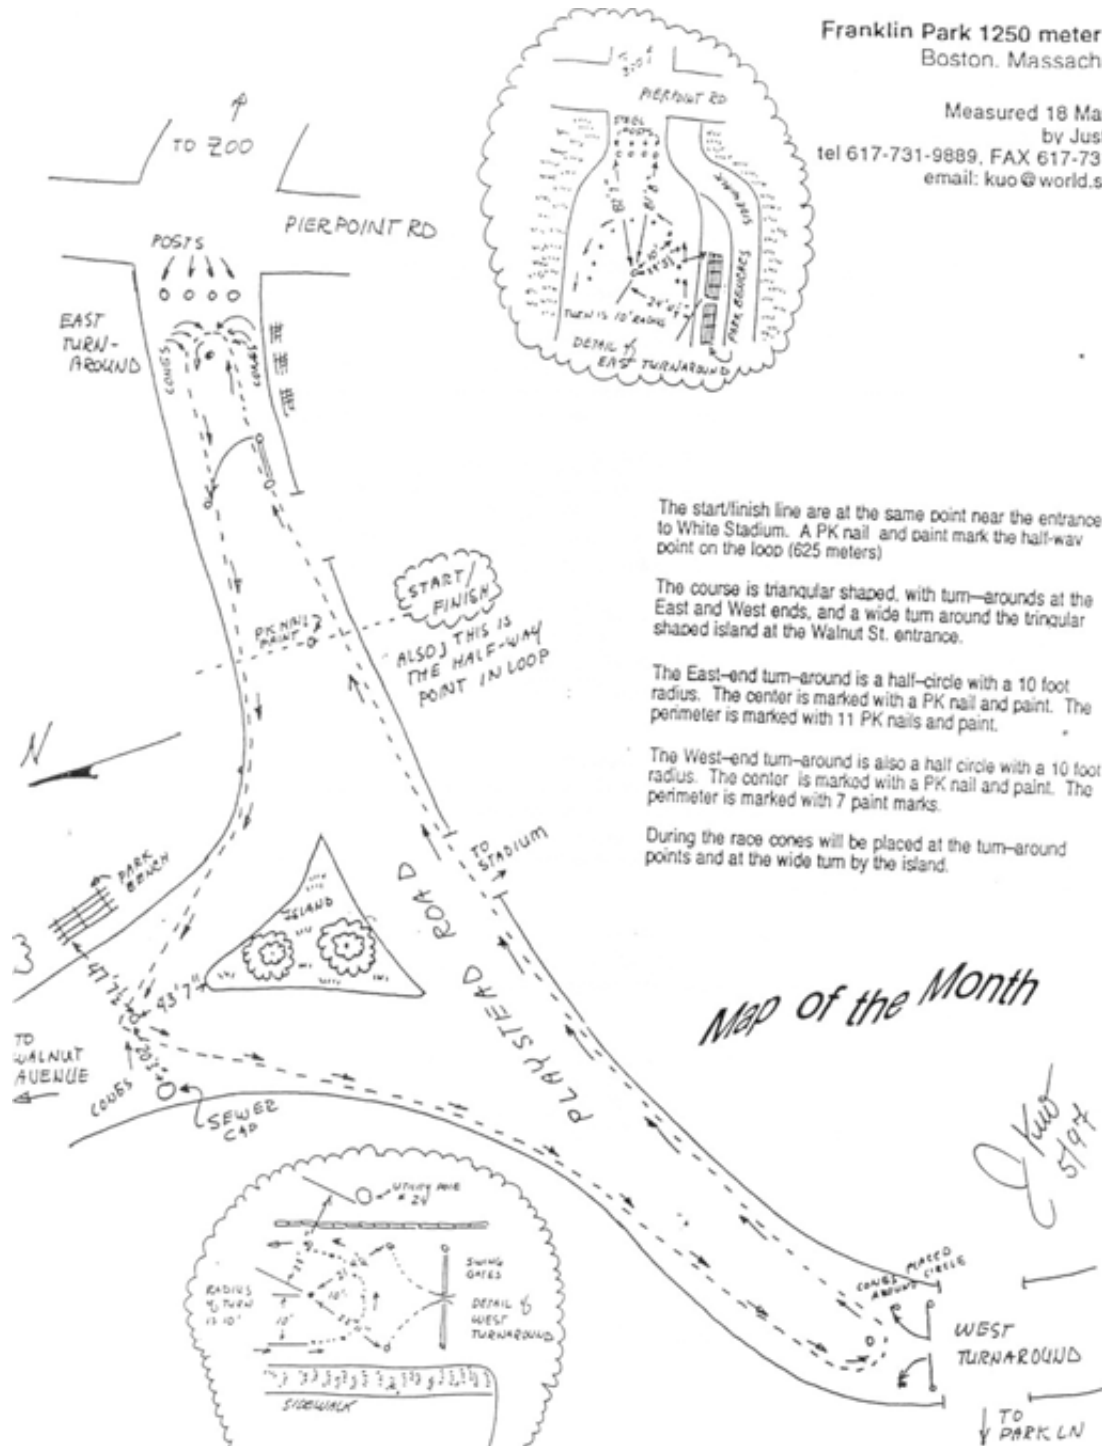 Franklin Park 1250 meter
Boston, Massach
Measured 18 Ma
by Jus
tel 617-731-9889, FAX 617-73
email: kuo@world.s
PIERPOINT RD
STEEL
POSTS
SIDEWALK
PARK BENCHES
TURN IS 10' RADIUS
DETAIL of
EAST TURNAROUND
TO ZOO
PIERPOINT RD
POSTS
EAST
TURN-
AROUND
CONES
CONES
START/
FINISH
PK NAIL
PAINT
ALSO THIS IS
THE HALF-WAY
POINT IN LOOP
The start/finish line are at the same point near the entrance
to White Stadium. A PK nail and paint mark the half-way
point on the loop (625 meters)
The course is triangular shaped, with turn-arounds at the
East and West ends, and a wide turn around the tringular
shaped island at the Walnut St. entrance.
The East-end turn-around is a half-circle with a 10 foot
radius. The center is marked with a PK nail and paint. The
perimeter is marked with 11 PK nails and paint.
The West-end turn-around is also a half circle with a 10 foot
radius. The center is marked with a PK nail and paint. The
perimeter is marked with 7 paint marks.
During the race cones will be placed at the turn-around
points and at the wide turn by the island.
N
PARK
BENCH
ISLAND
TO
STADIUM
PLAYSTEAD ROAD
43'7"
TO
WALNUT
AVENUE
CONES
SEWER
CAP
Map of the Month
J Kuo
5/97
UTILITY POLE
# 24
SWING
GATES
RADIUS
of TURN
IS 10'
10'
10'
DETAIL of
WEST
TURNAROUND
SIDEWALK
CONES PLACED
AROUND CIRCLE
WEST
TURNAROUND
TO
PARK LN